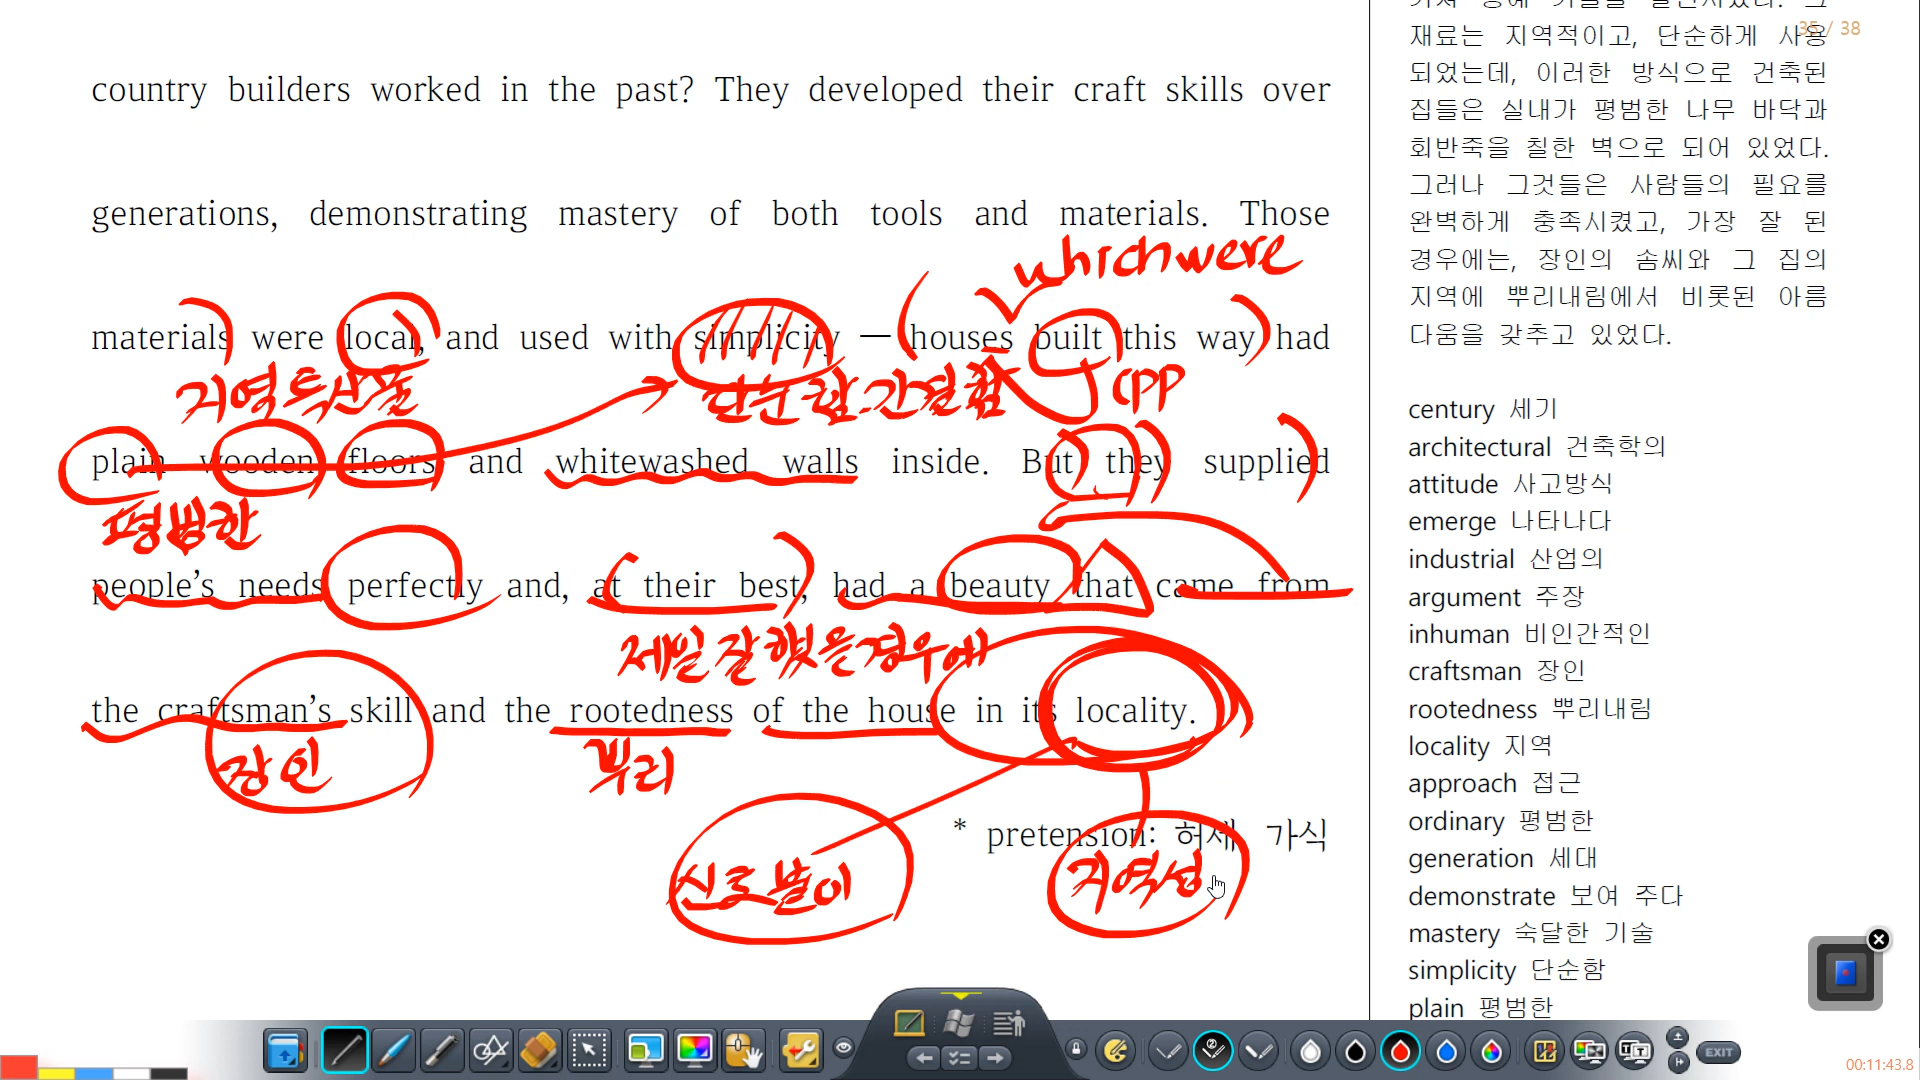 country builders worked in the past? They developed their craft skills over
generations, demonstrating mastery of both tools and materials. Those
which were
materials were local, and used with simplicity — houses built this way had
지역특산물
단순함.간결함
cpp
plain wooden floors and whitewashed walls inside. But they supplied
평범한
people's needs perfectly and, at their best, had a beauty that came from
제일 잘했을경우에
the craftsman's skill and the rootedness of the house in its locality.
장인
뿌리
* pretension: 허세, 가식
신토불이
지역성
35 / 38
재료는 지역적이고, 단순하게 사용
되었는데, 이러한 방식으로 건축된
집들은 실내가 평범한 나무 바닥과
회반죽을 칠한 벽으로 되어 있었다.
그러나 그것들은 사람들의 필요를
완벽하게 충족시켰고, 가장 잘 된
경우에는, 장인의 솜씨와 그 집의
지역에 뿌리내림에서 비롯된 아름
다움을 갖추고 있었다.
century 세기
architectural 건축학의
attitude 사고방식
emerge 나타나다
industrial 산업의
argument 주장
inhuman 비인간적인
craftsman 장인
rootedness 뿌리내림
locality 지역
approach 접근
ordinary 평범한
generation 세대
demonstrate 보여 주다
mastery 숙달한 기술
simplicity 단순함
plain 평범한
EXIT
00:11:43.8